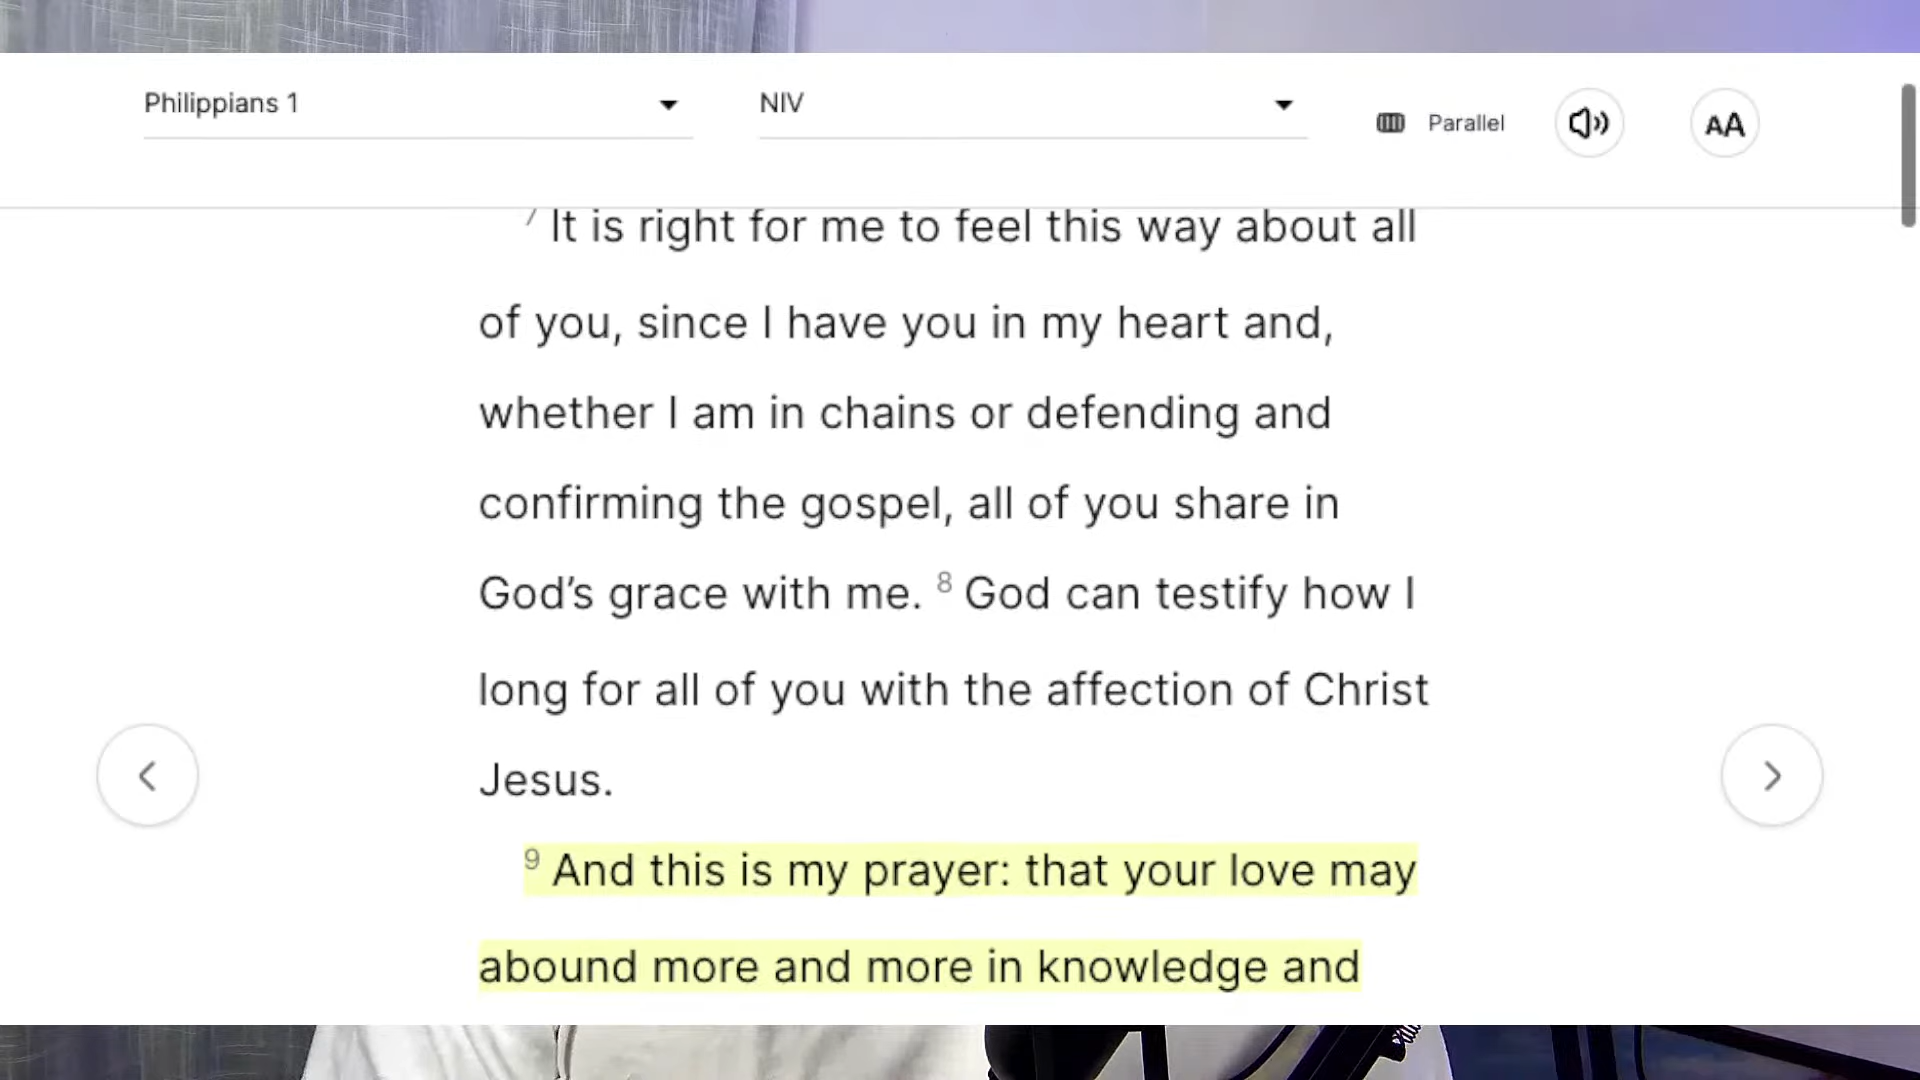 Philippians 1
NIV
Parallel
AA
7 It is right for me to feel this way about all
of you, since I have you in my heart and,
whether I am in chains or defending and
confirming the gospel, all of you share in
God’s grace with me. 8 God can testify how I
long for all of you with the affection of Christ
Jesus.
9 And this is my prayer: that your love may
abound more and more in knowledge and